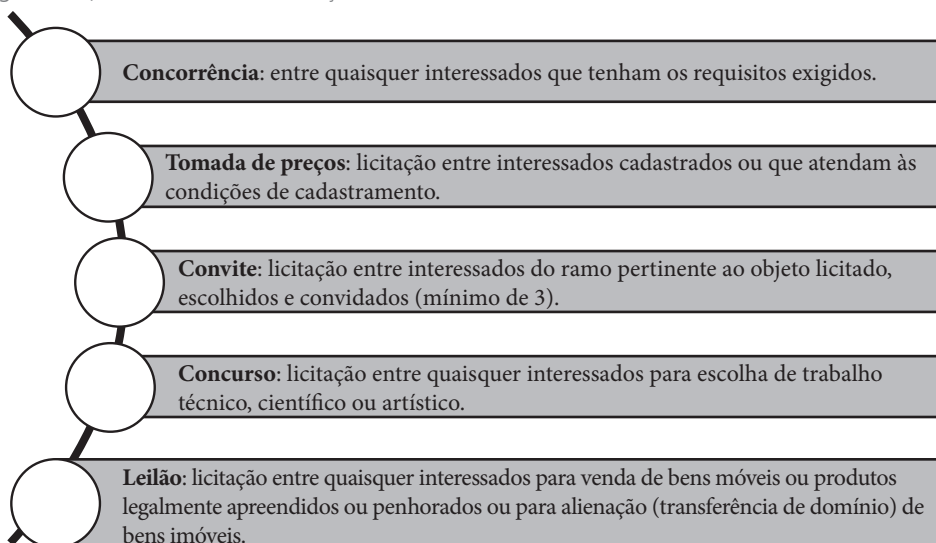 Concorrência: entre quaisquer interessados que tenham os requisitos exigidos.
Tomada de preços: licitação entre interessados cadastrados ou que atendam às
condições de cadastramento.
Convite: licitação entre interessados do ramo pertinente ao objeto licitado,
escolhidos e convidados (mínimo de 3).
Concurso: licitação entre quaisquer interessados para escolha de trabalho
técnico, científico ou artístico.
Leilão: licitação entre quaisquer interessados para venda de bens móveis ou produtos
legalmente apreendidos ou penhorados ou para alienação (transferência de domínio) de
bens imóveis.